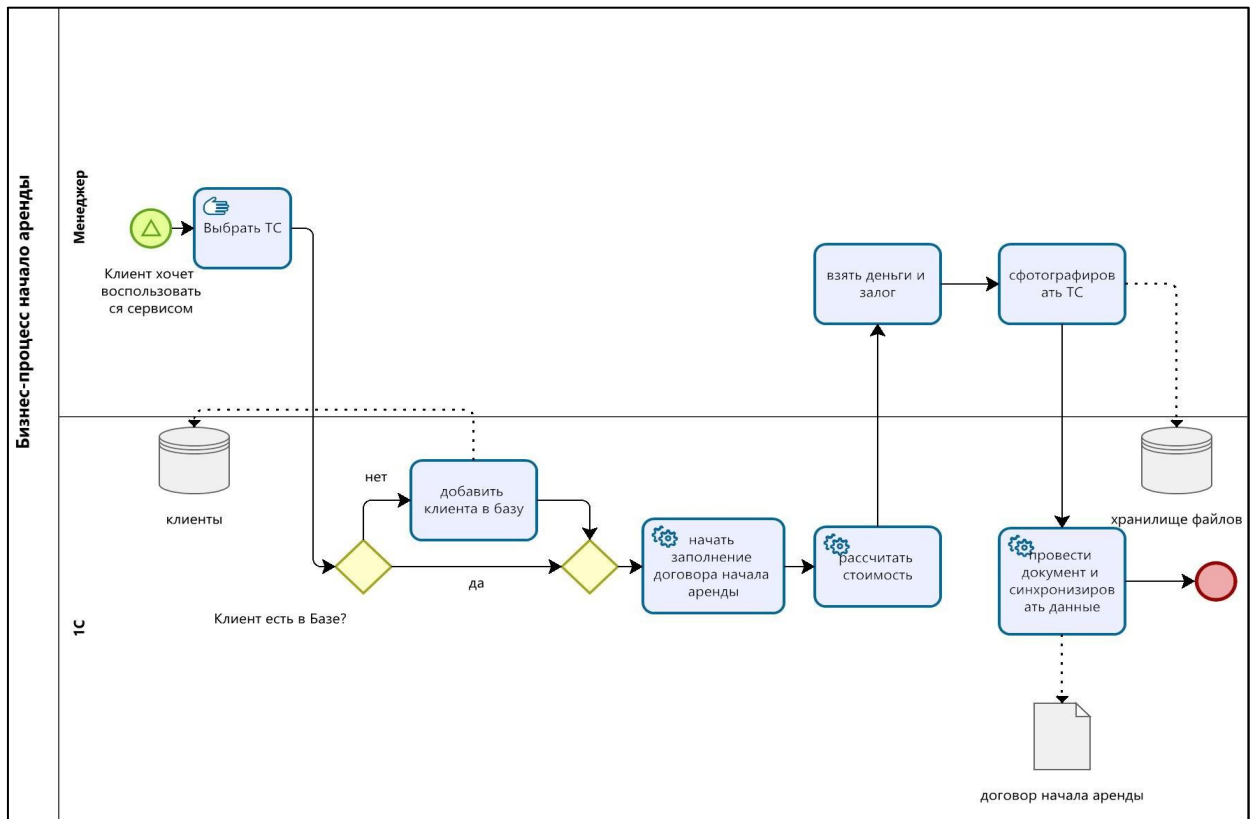 Бизнес-процесс начало аренды
Менеджер
Клиент хочет
воспользовать
ся сервисом
Выбрать ТС
взять деньги и
залог
сфотографиров
ать ТС
1С
клиенты
нет
добавить
клиента в базу
да
Клиент есть в Базе?
начать
заполнение
договора начала
аренды
рассчитать
стоимость
хранилище файлов
провести
документ и
синхронизиров
ать данные
договор начала аренды